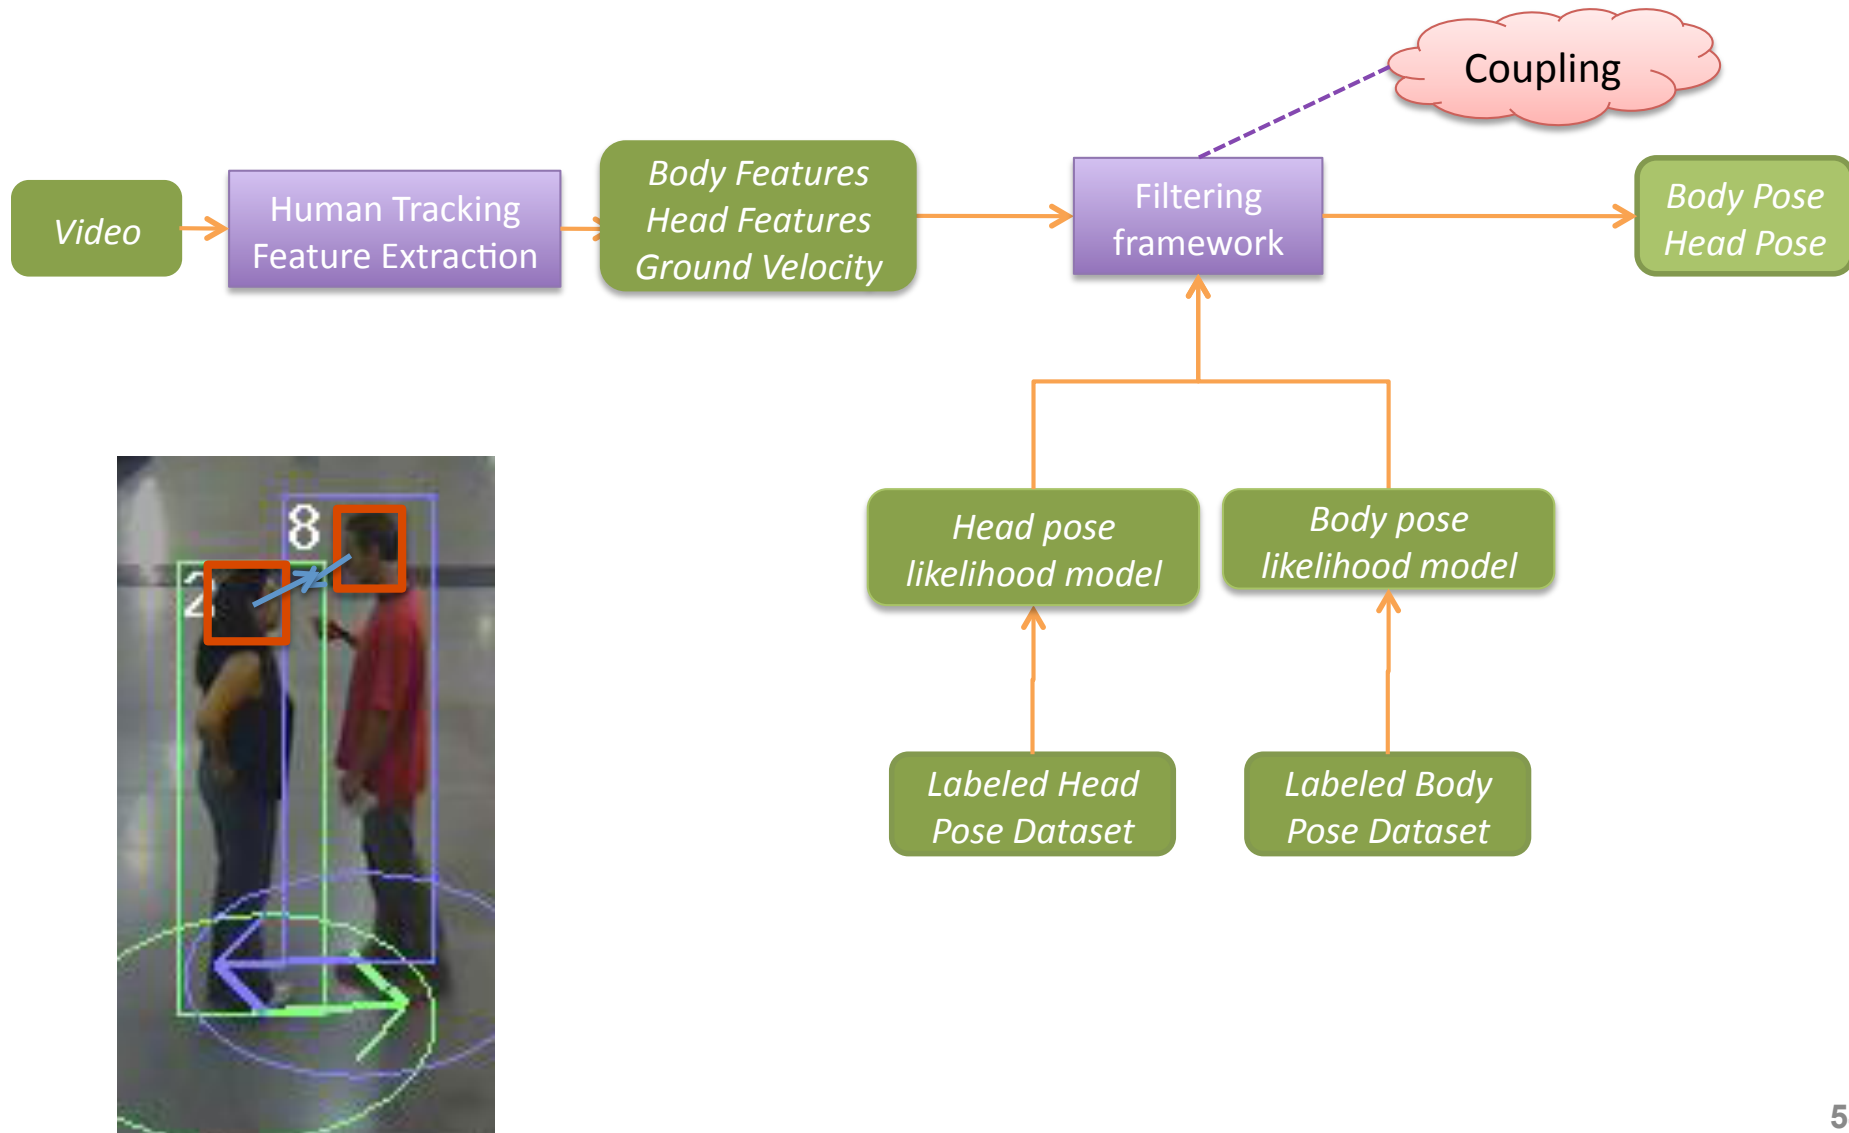 Coupling
Video
Human Tracking
Feature Extraction
Body Features
Head Features
Ground Velocity
Filtering
framework
Body Pose
Head Pose
8
2
Head pose
likelihood model
Body pose
likelihood model
Labeled Head
Pose Dataset
Labeled Body
Pose Dataset
5